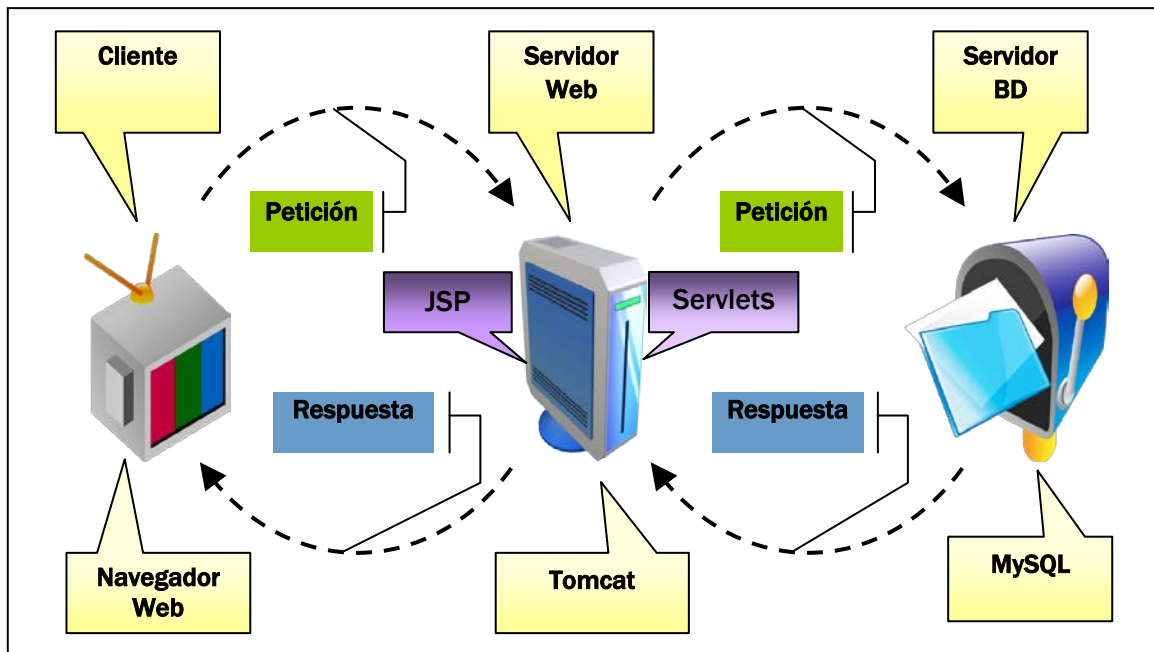 Cliente
Servidor
Web
Servidor
BD
Petición
Petición
JSP
Servlets
Respuesta
Respuesta
Navegador
Web
Tomcat
MySQL